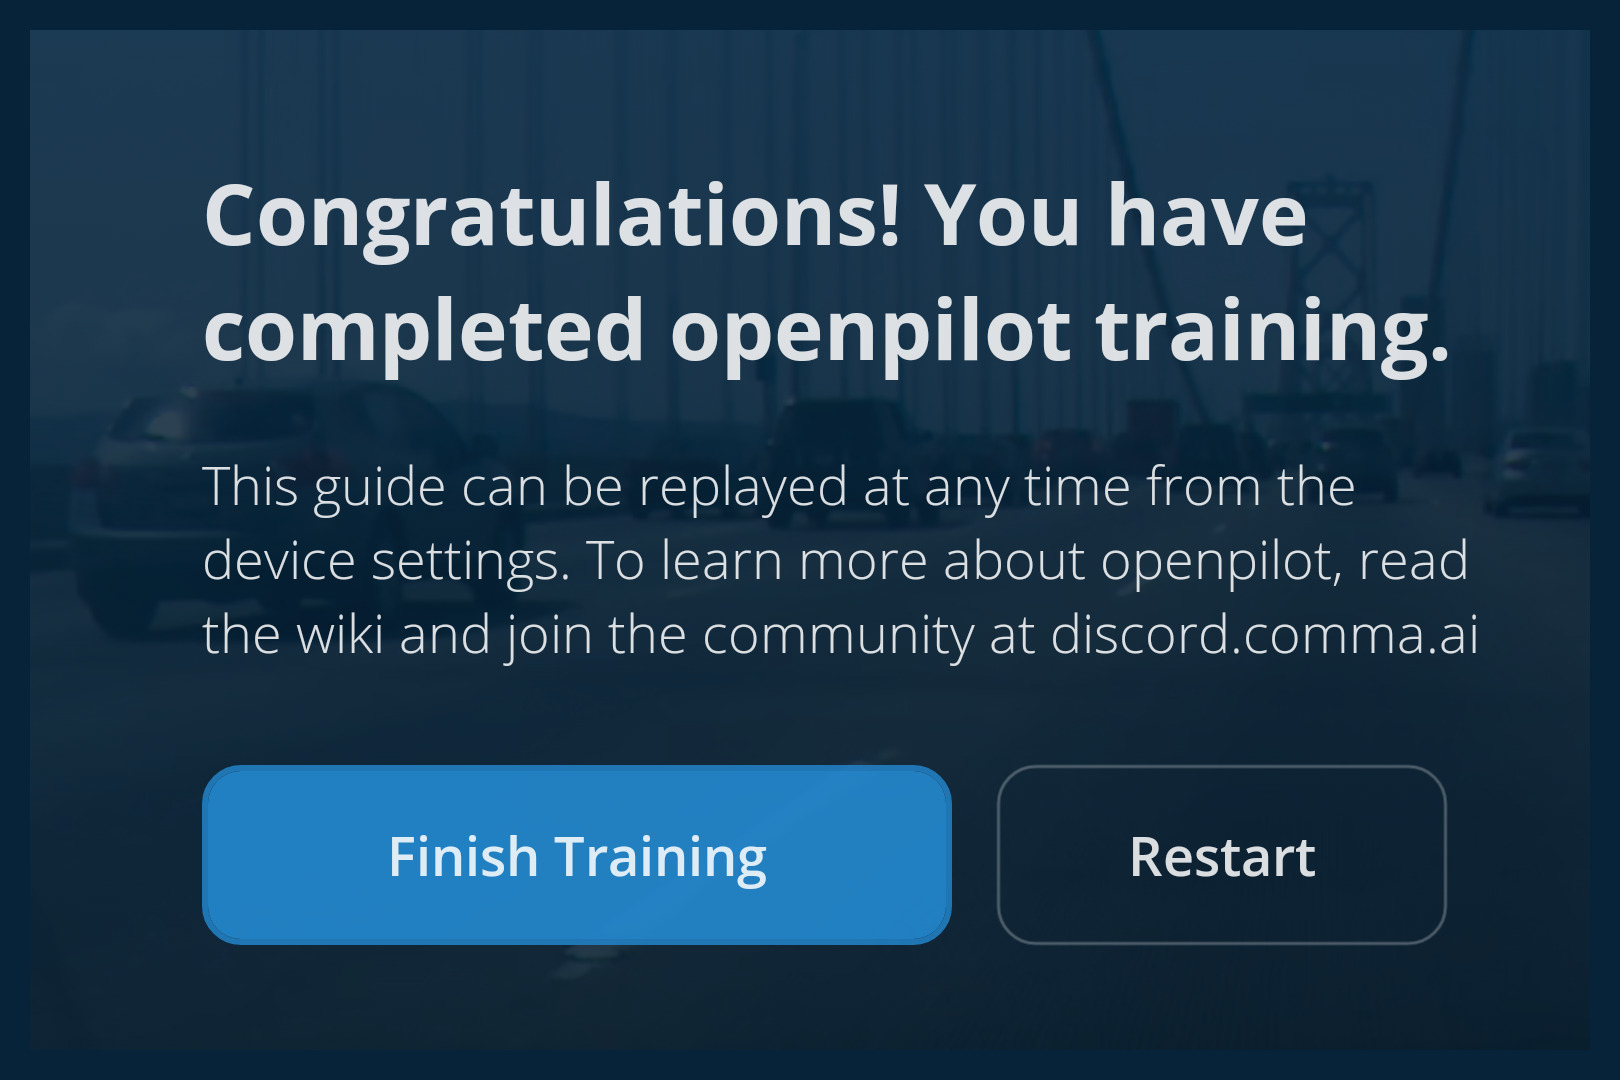 Congratulations! You have
completed openpilot training.
This guide can be replayed at any time from the
device settings. To learn more about openpilot, read
the wiki and join the community at discord.comma.ai
Finish Training
Restart